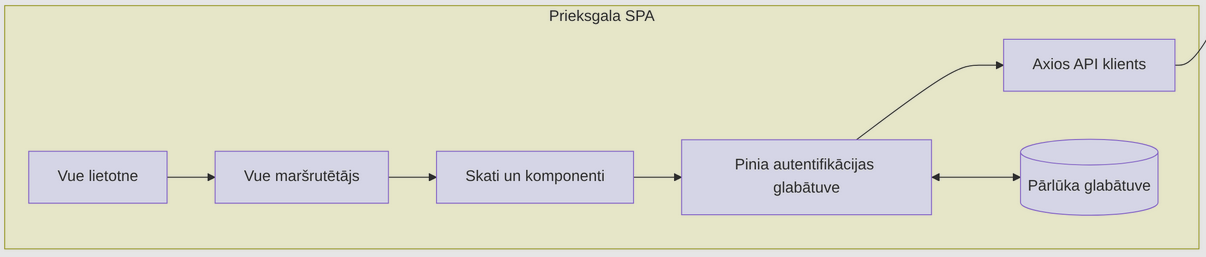 Prieksgala SPA
Axios API klients
Vue lietotne
Vue maršrutētājs
Skati un komponenti
Pinia autentifikācijas
glabātuve
Pārlūka glabātuve